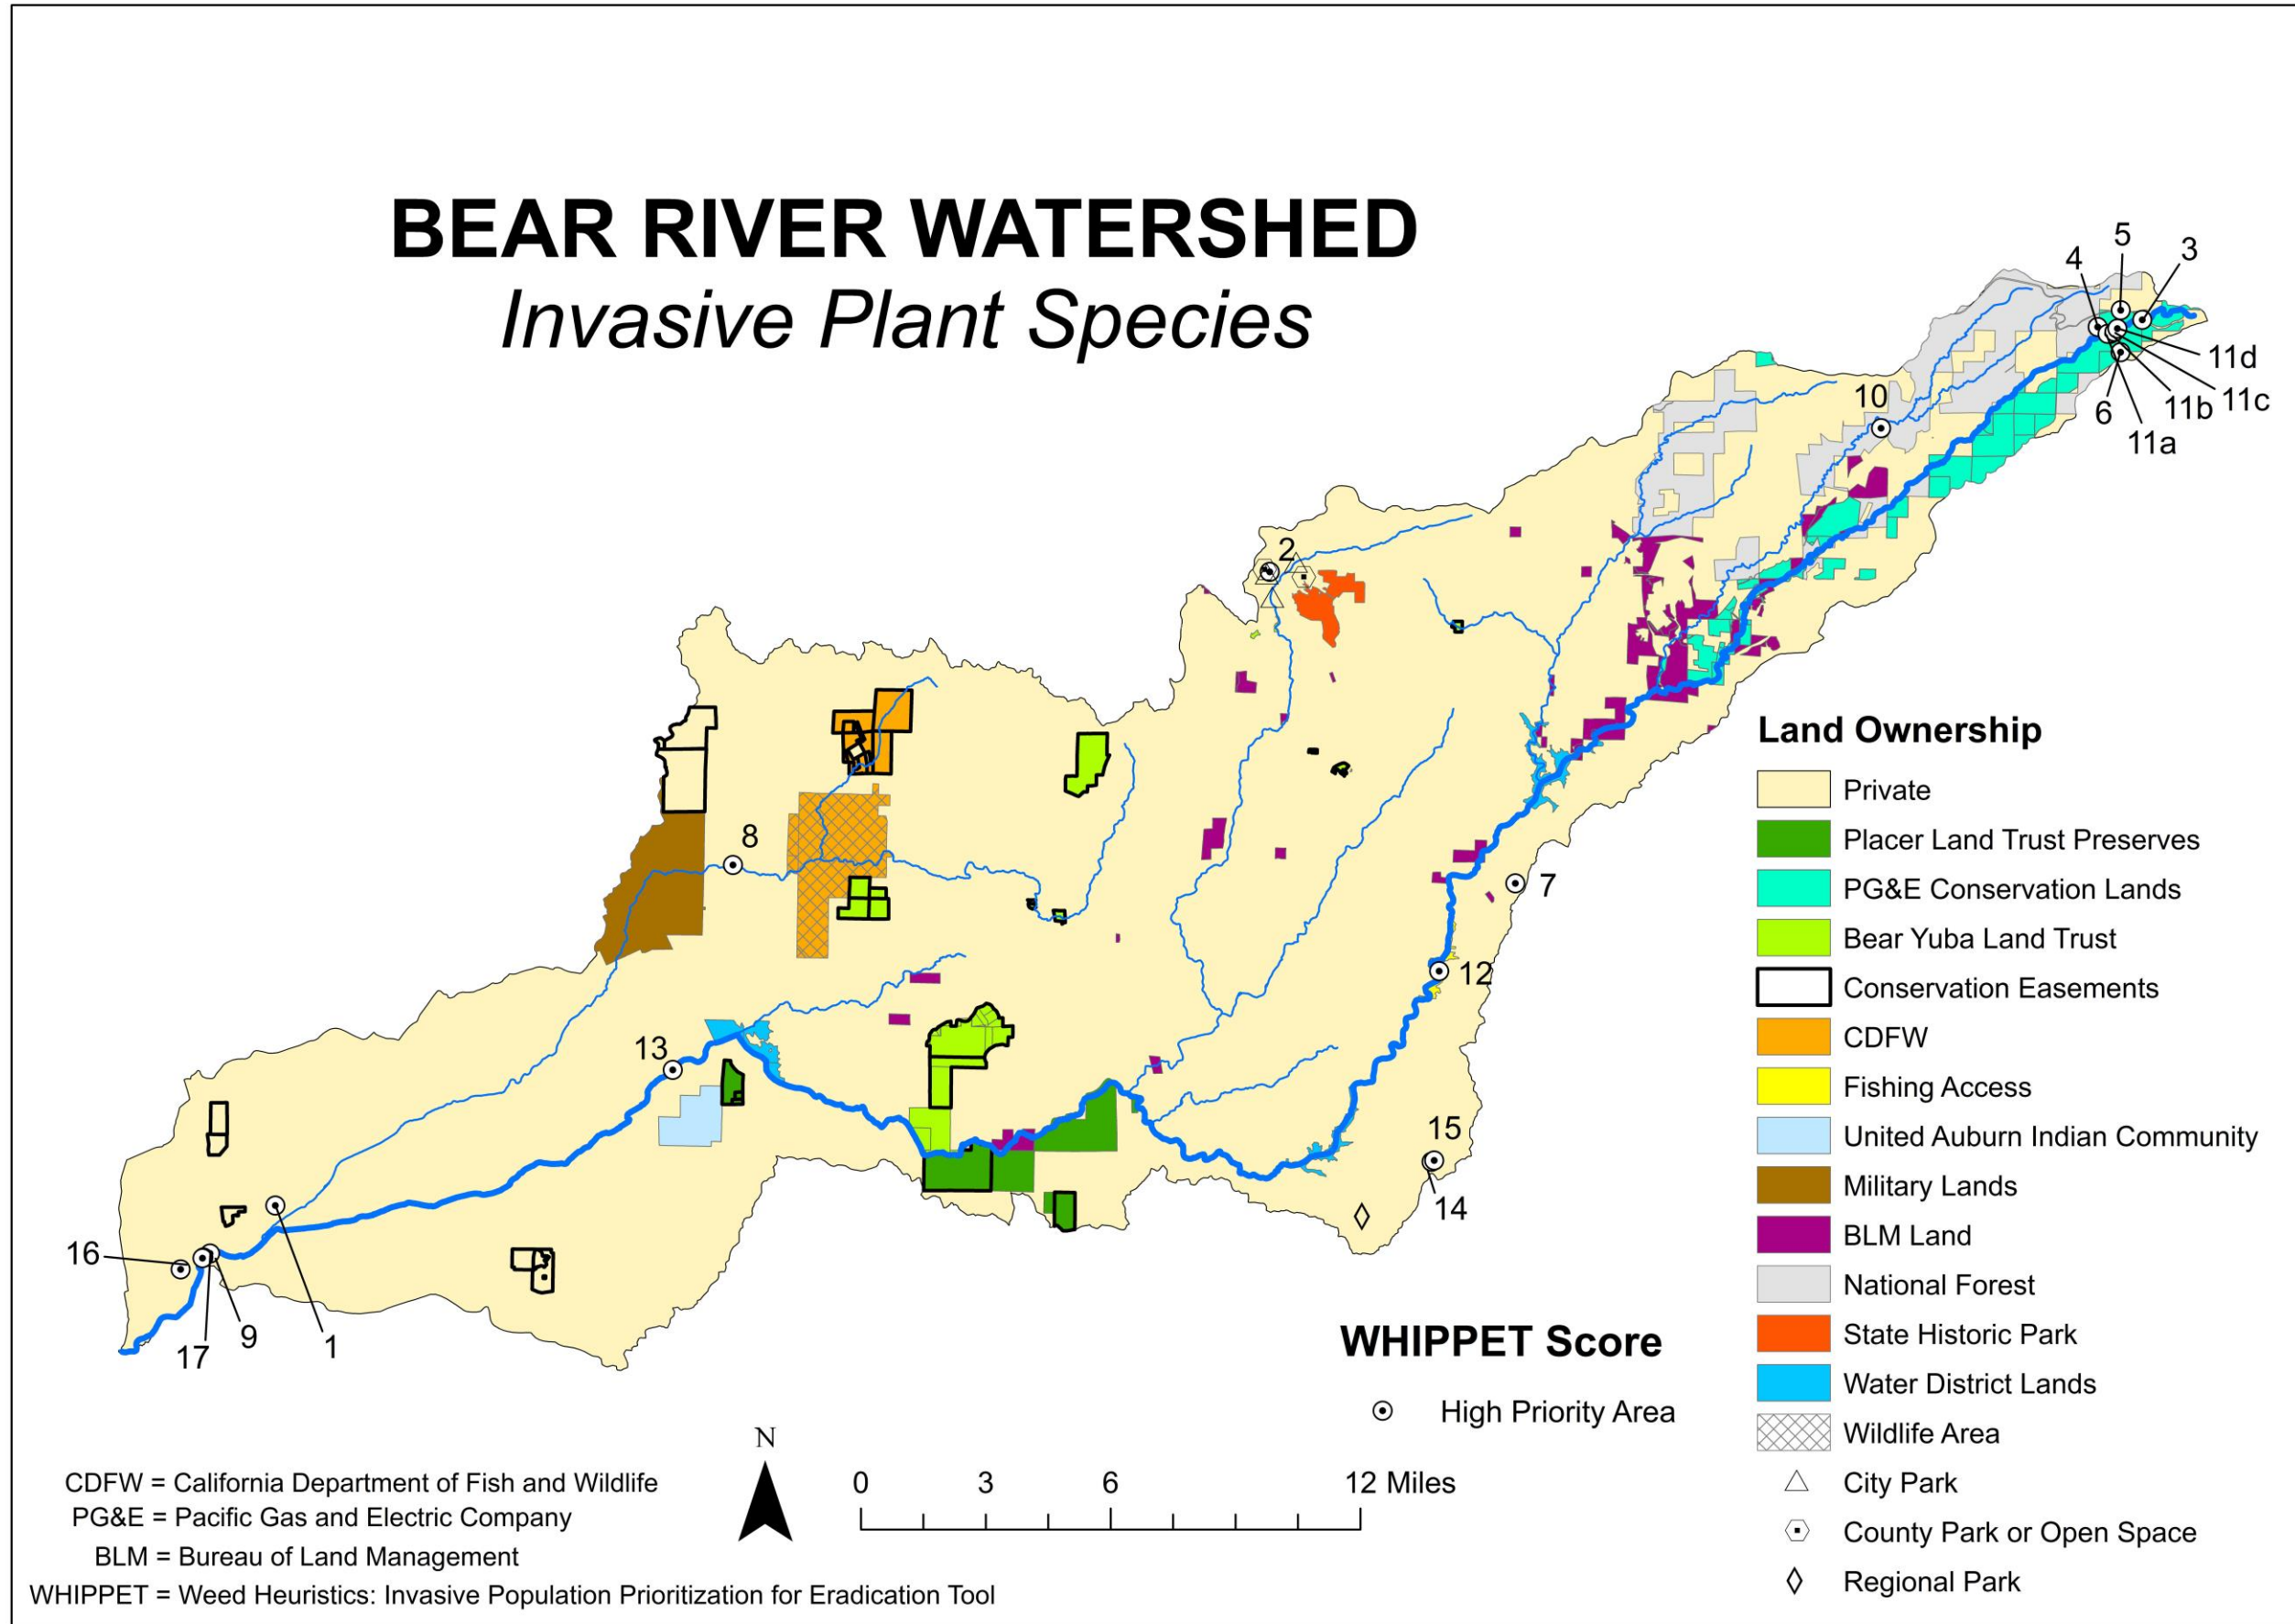 BEAR RIVER WATERSHED
Invasive Plant Species
5
4
3
11d
10
6
11b
11c
11a
2
8
7
12
13
15
14
16
17
9
1
Land Ownership
Private
Placer Land Trust Preserves
PG&E Conservation Lands
Bear Yuba Land Trust
Conservation Easements
CDFW
Fishing Access
United Auburn Indian Community
Military Lands
BLM Land
National Forest
State Historic Park
Water District Lands
Wildlife Area
City Park
County Park or Open Space
Regional Park
WHIPPET Score
High Priority Area
N
0 3 6 12 Miles
CDFW = California Department of Fish and Wildlife
PG&E = Pacific Gas and Electric Company
BLM = Bureau of Land Management
WHIPPET = Weed Heuristics: Invasive Population Prioritization for Eradication Tool